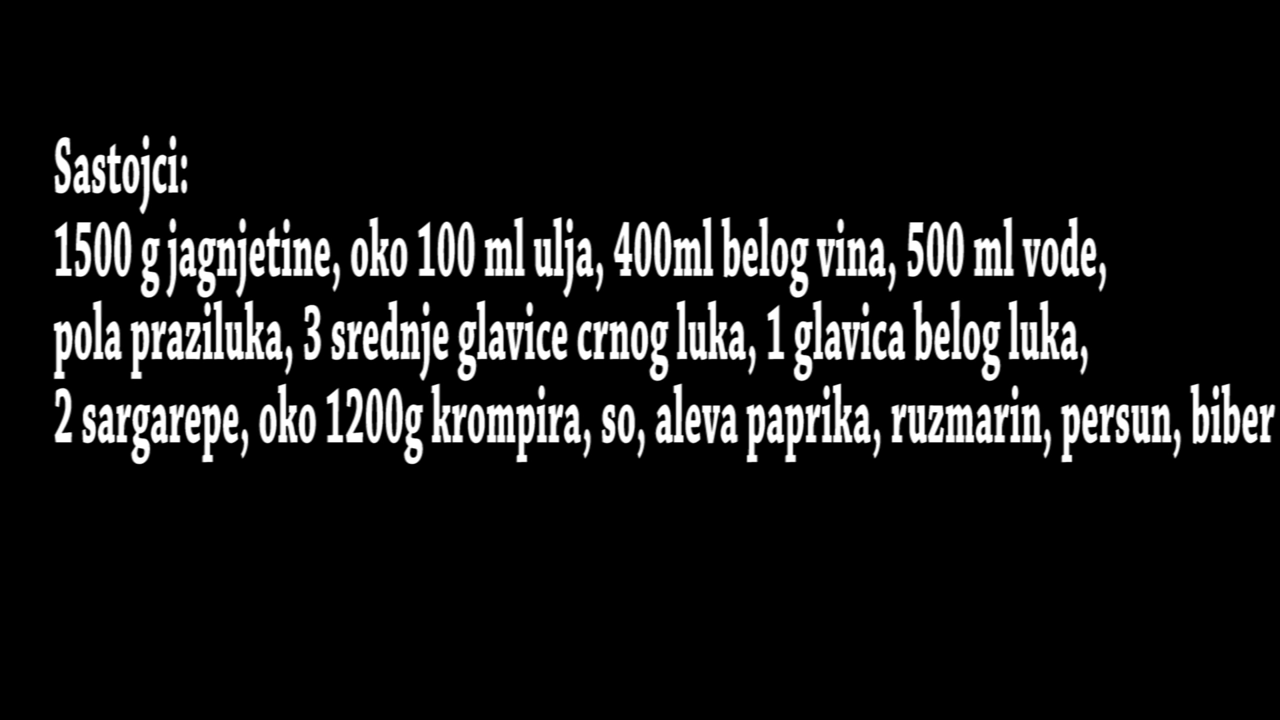 Sastojci:
1500 g jagnjetine, oko 100 ml ulja, 400ml belog vina, 500 ml vode,
pola praziluka, 3 srednje glavice crnog luka, 1 glavica belog luka,
2 sargarepe, oko 1200g krompira, so, aleva paprika, ruzmarin, persun, biber